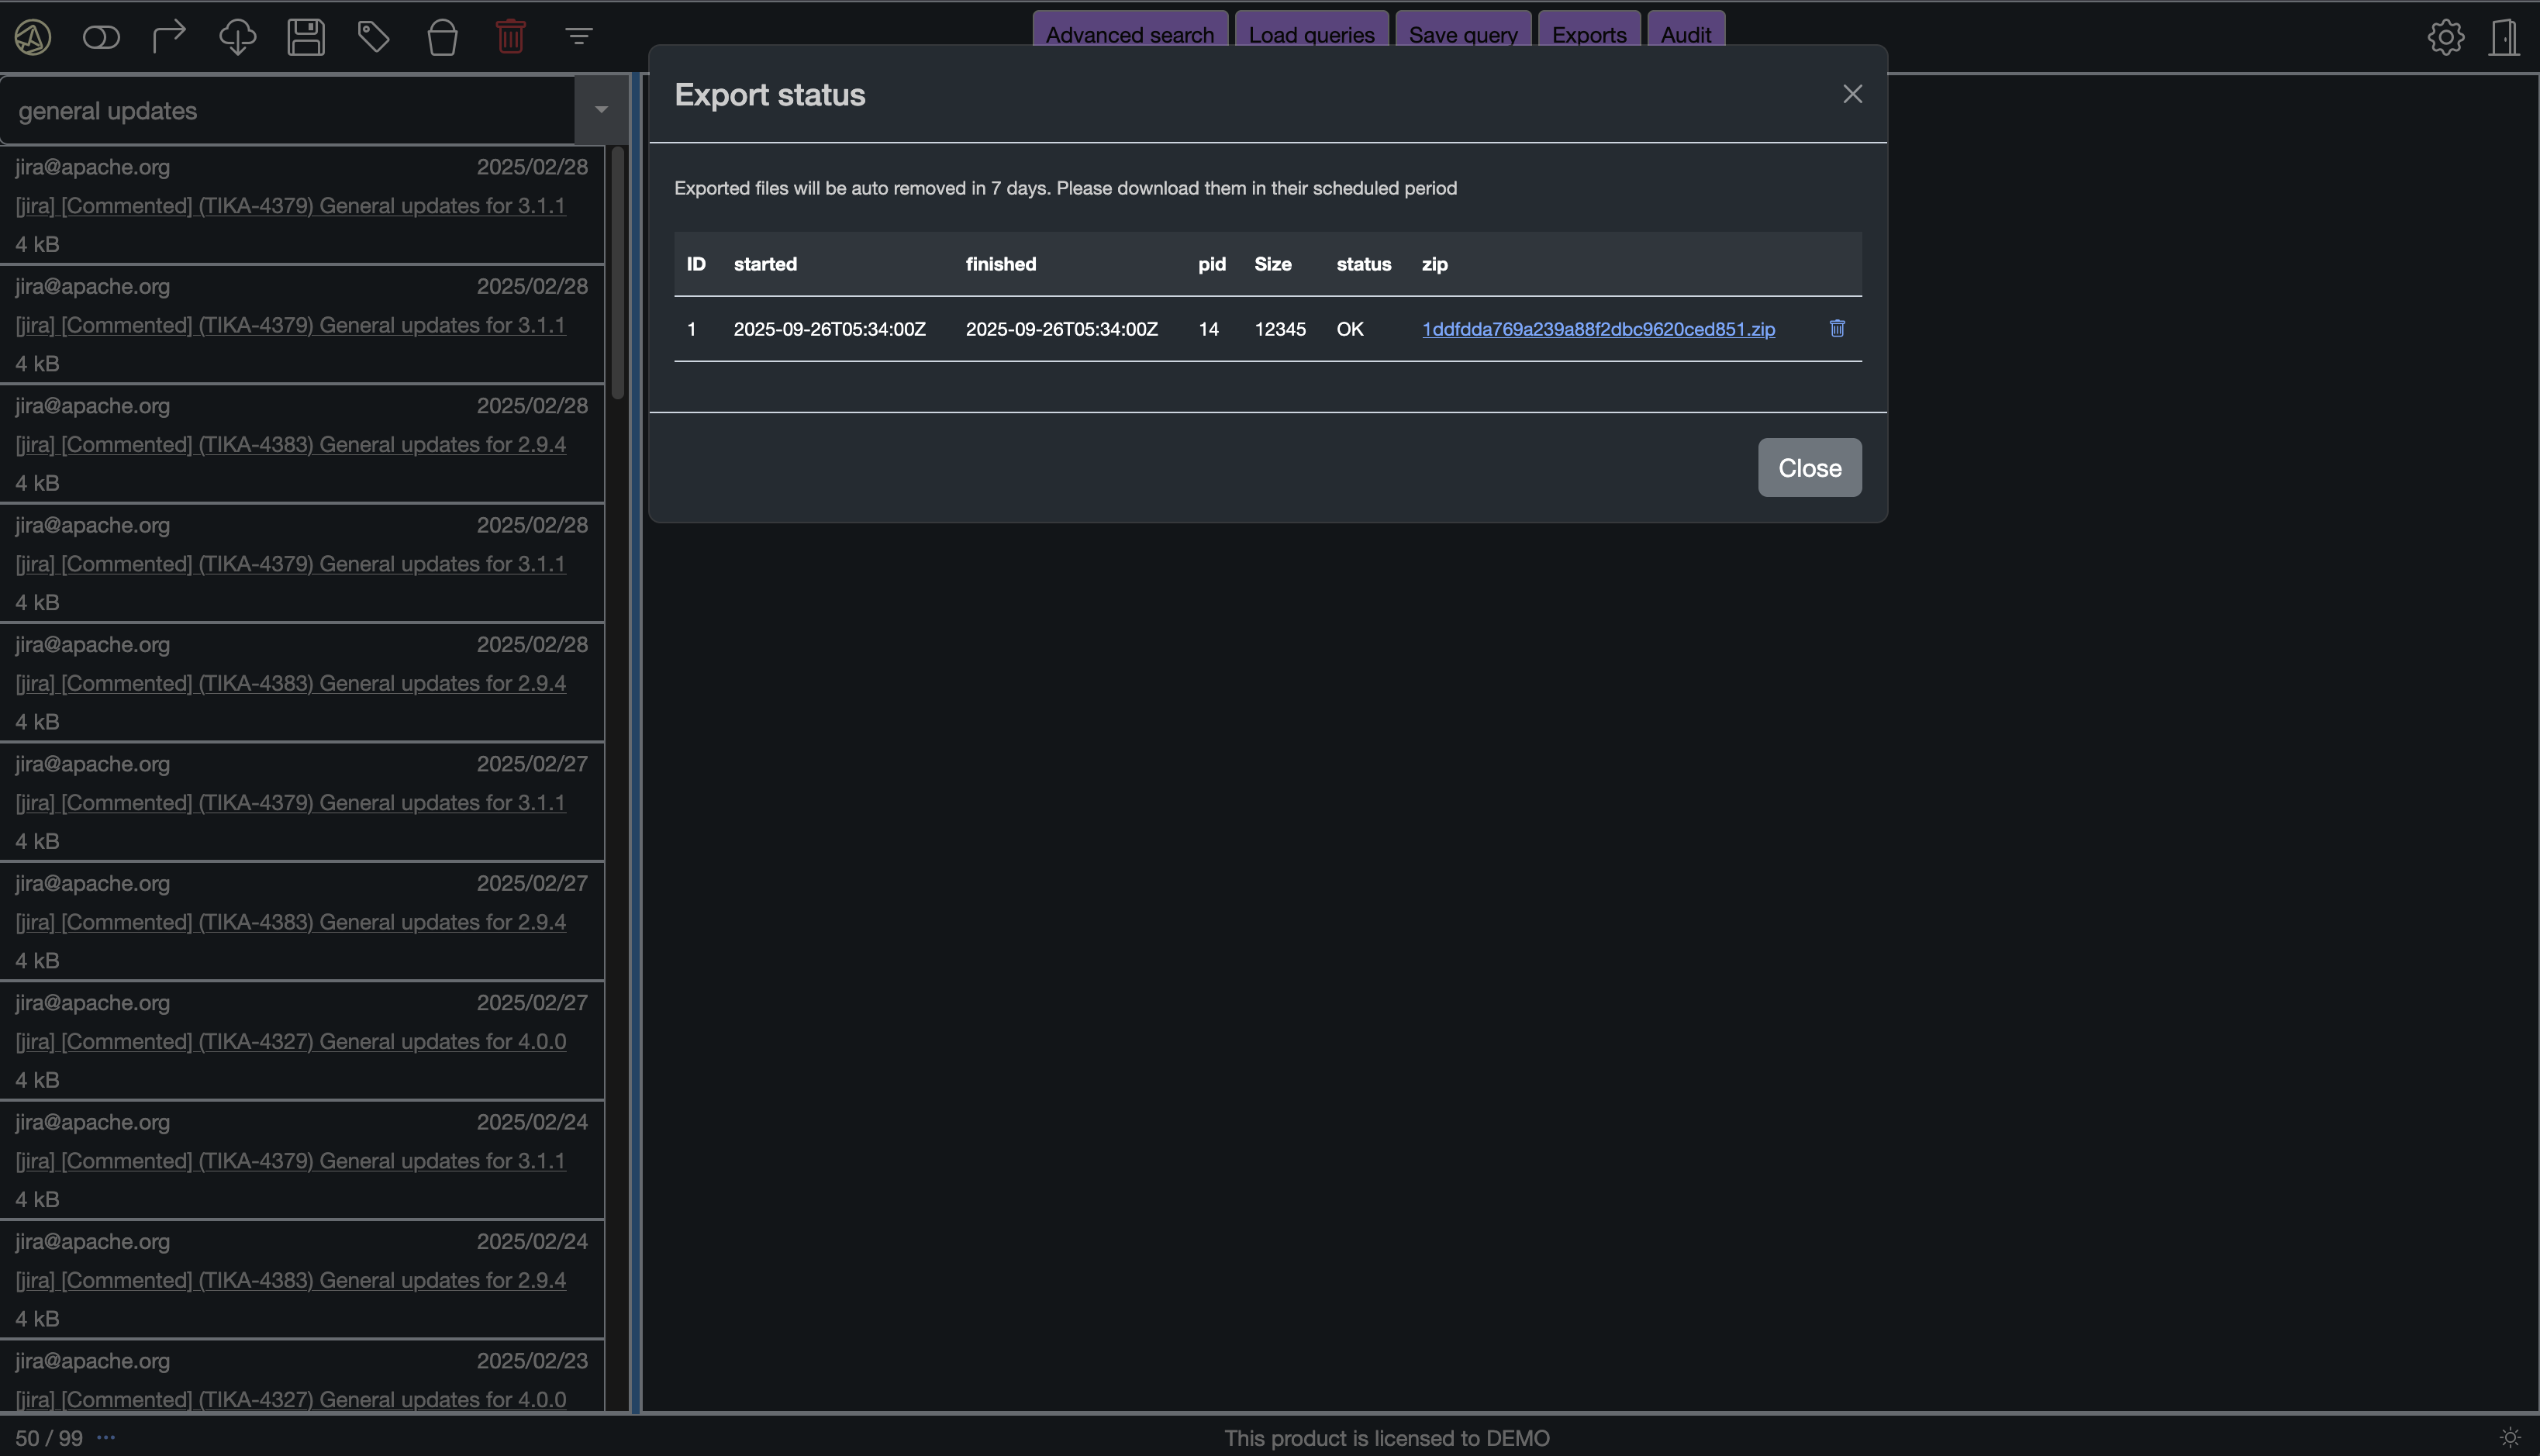 Advanced search Load queries Save query Exports Audit
general updates
jira@apache.org 2025/02/28
[jira] [Commented] (TIKA-4379) General updates for 3.1.1
4 kB
jira@apache.org 2025/02/28
[jira] [Commented] (TIKA-4379) General updates for 3.1.1
4 kB
jira@apache.org 2025/02/28
[jira] [Commented] (TIKA-4383) General updates for 2.9.4
4 kB
jira@apache.org 2025/02/28
[jira] [Commented] (TIKA-4379) General updates for 3.1.1
4 kB
jira@apache.org 2025/02/28
[jira] [Commented] (TIKA-4383) General updates for 2.9.4
4 kB
jira@apache.org 2025/02/27
[jira] [Commented] (TIKA-4379) General updates for 3.1.1
4 kB
jira@apache.org 2025/02/27
[jira] [Commented] (TIKA-4383) General updates for 2.9.4
4 kB
jira@apache.org 2025/02/27
[jira] [Commented] (TIKA-4327) General updates for 4.0.0
4 kB
jira@apache.org 2025/02/24
[jira] [Commented] (TIKA-4379) General updates for 3.1.1
4 kB
jira@apache.org 2025/02/24
[jira] [Commented] (TIKA-4383) General updates for 2.9.4
4 kB
jira@apache.org 2025/02/23
[jira] [Commented] (TIKA-4327) General updates for 4.0.0
Export status
Exported files will be auto removed in 7 days. Please download them in their scheduled period
ID started finished pid Size status zip
1 2025-09-26T05:34:00Z 2025-09-26T05:34:00Z 14 12345 OK 1ddfdda769a239a88f2dbc9620ced851.zip
Close
50 / 99 ...
This product is licensed to DEMO